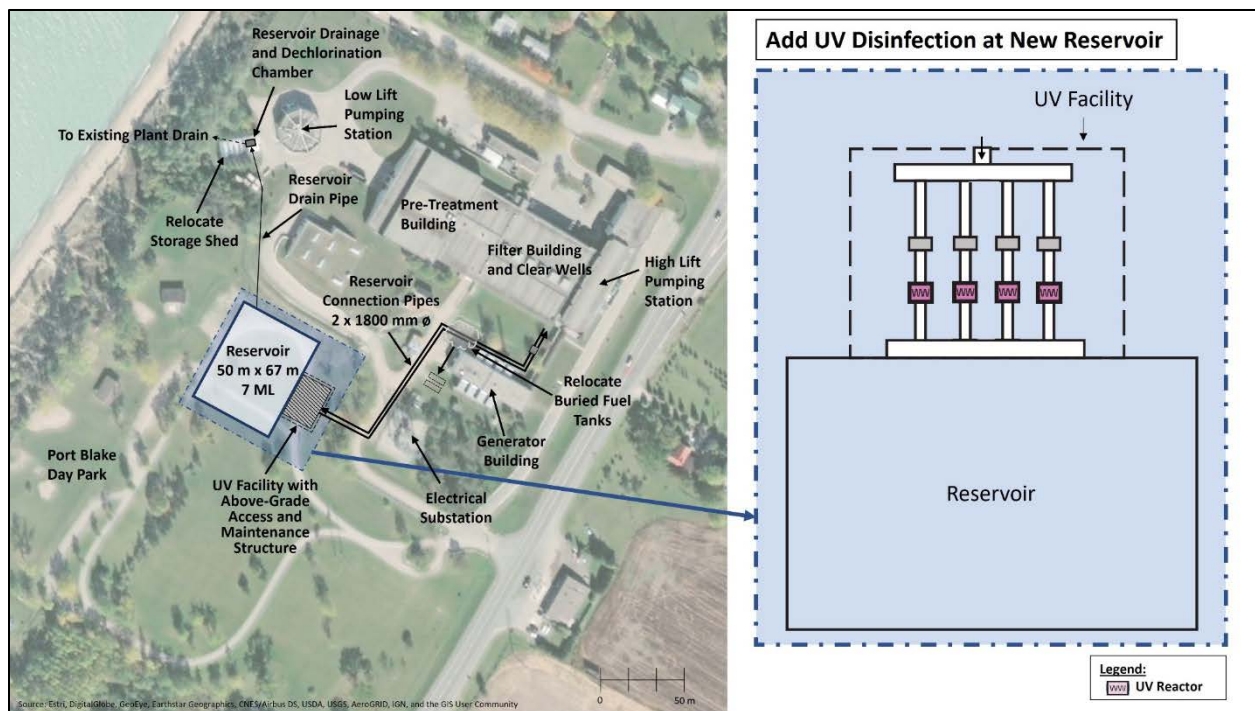 Reservoir Drainage
and Dechlorination
Chamber
Low Lift
Pumping
Station
To Existing Plant Drain
Reservoir
Drain Pipe
Relocate
Storage Shed
Pre-Treatment
Building
Filter Building
and Clear Wells
High Lift
Pumping
Station
Reservoir
Connection Pipes
2 x 1800 mm ø
Reservoir
50 m x 67 m
7 ML
Relocate
Buried Fuel
Tanks
Generator
Building
Port Blake
Day Park
UV Facility with
Above-Grade
Access and
Maintenance
Structure
Electrical
Substation
0 50 m
Source: Esri, DigitalGlobe, GeoEye, Earthstar Geographics, CNES/Airbus DS, USDA, USGS, AeroGRID, IGN, and the GIS User Community
Add UV Disinfection at New Reservoir
UV Facility
Reservoir
Legend:
UV Reactor